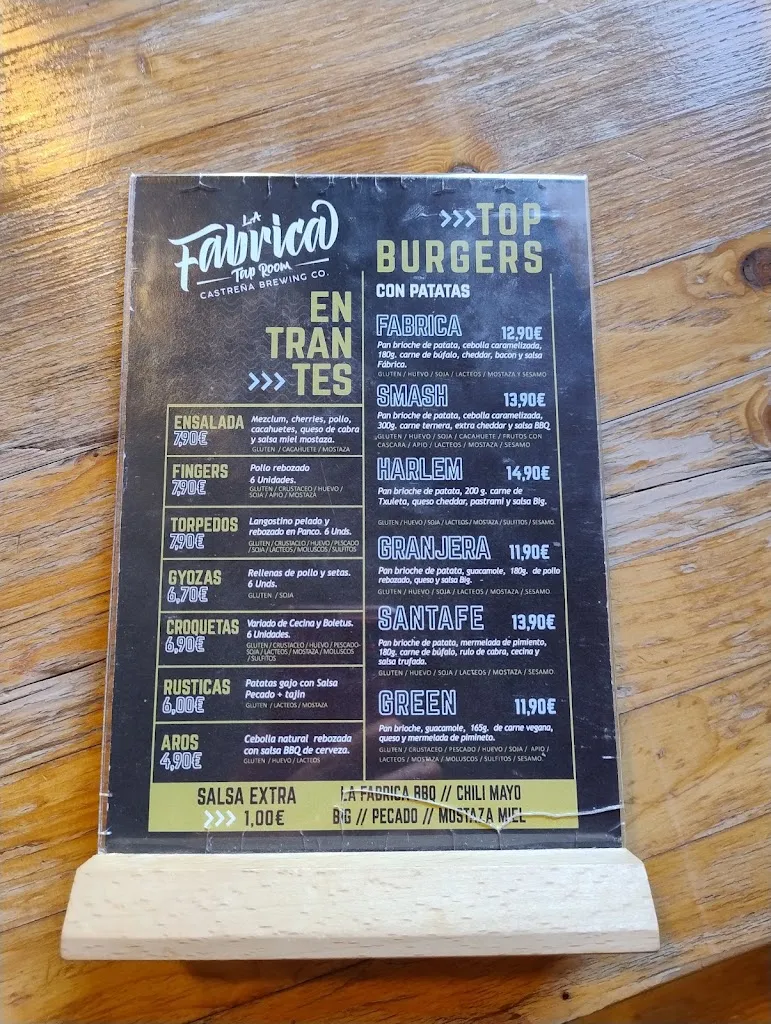 LA
Fabrica
Tap Room
CASTREÑA BREWING CO.
EN
TRAN
>>> TES
ENSALADA
7,90€
Mezclum, cherries, pollo,
cacahuetes, queso de cabra
y salsa miel mostaza.
GLUTEN / CACAHUETE / MOSTAZA
FINGERS
7,90€
Pollo rebozado
6 Unidades.
GLUTEN / CRUSTACEO / HUEVO /
SOJA / APIO / MOSTAZA
TORPEDOS
7,90€
Langostino pelado y
rebozado en Panco. 6 Unds.
GLUTEN / CRUSTACEO / HUEVO / PESCADO
/ SOJA / LACTEOS / MOLUSCOS / SULFITOS
GYOZAS
6,70€
Rellenas de pollo y setas.
6 Unds.
GLUTEN / SOJA
CROQUETAS
6,90€
Variado de Cecina y Boletus.
6 Unidades.
GLUTEN / CRUSTACEO / HUEVO / PESCADO
SOJA / LACTEOS / MOSTAZA / MOLUSCOS
/ SULFITOS
RUSTICAS
6,00€
Patatas gajo con Salsa
Pecado + tajin
GLUTEN / LACTEOS / MOSTAZA
AROS
4,90€
Cebolla natural rebozada
con salsa BBQ de cerveza.
GLUTEN / HUEVO / LACTEOS
>>> TOP
BURGERS
CON PATATAS
FABRICA 12,90€
Pan brioche de patata, cebolla caramelizada,
180g. carne de búfalo, cheddar, bacon y salsa
Fábrica.
GLUTEN / HUEVO / SOJA / LACTEOS / MOSTAZA Y SESAMO
SMASH 13,90€
Pan brioche de patata, cebolla caramelizada,
300g. carne ternera, extra cheddar y salsa BBQ
GLUTEN / HUEVO / SOJA / CACAHUETE / FRUTOS CON
CASCARA / APIO / LACTEOS / MOSTAZA / SESAMO
HARLEM 14,90€
Pan brioche de patata, 200 g. carne de
Txuleta, queso cheddar, pastrami y salsa Big.
GLUTEN / HUEVO / SOJA / LACTEOS / MOSTAZA / SULFITOS / SESAMO
GRANJERA 11,90€
Pan brioche de patata, guacamole, 180g. de pollo
rebozado, queso y salsa Big.
GLUTEN / HUEVO / SOJA / LACTEOS / MOSTAZA / SESAMO
SANTAFE 13,90€
Pan brioche de patata, mermelada de pimiento,
180g. carne de búfalo, rulo de cabra, cecina y
salsa trufada.
GLUTEN / HUEVO / SOJA / LACTEOS / MOSTAZA / SESAMO
GREEN 11,90€
Pan brioche, guacamole, 165g. de carne vegana,
queso y mermelada de pimineto.
GLUTEN / CRUSTACEO / PESCADO / HUEVO / SOJA / APIO /
LACTEOS / MOSTAZA / MOLUSCOS / SULFITOS / SESAMO
SALSA EXTRA
>>> 1,00€
LA FABRICA BBQ // CHILI MAYO
BIG // PECADO // MOSTAZA MIEL